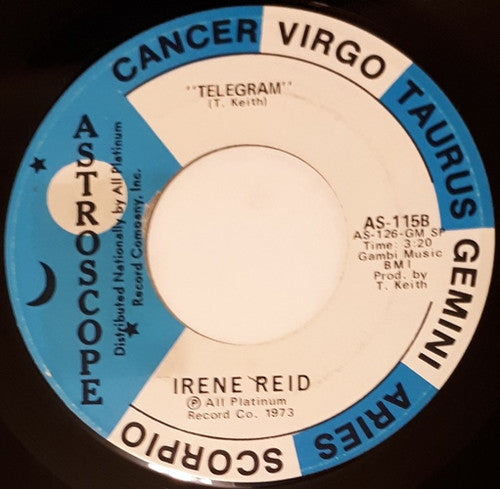 CANCER VIRGO TAURUS GEMINI ARIES SCORPIO
"TELEGRAM"
(T. Keith)
ASTROSCOPE
Distributed Nationally by All Platinum
Record Company, Inc.
AS-115B
AS-126-GM SP
Time: 3:20
Gambi Music
BMI
Prod. by
T. Keith
IRENE REID
Ⓟ All Platinum
Record Co. 1973